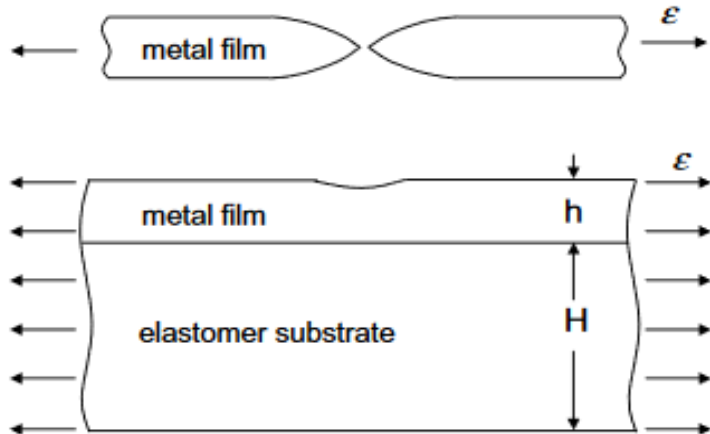 ε
metal film
ε
metal film
h
H
elastomer substrate